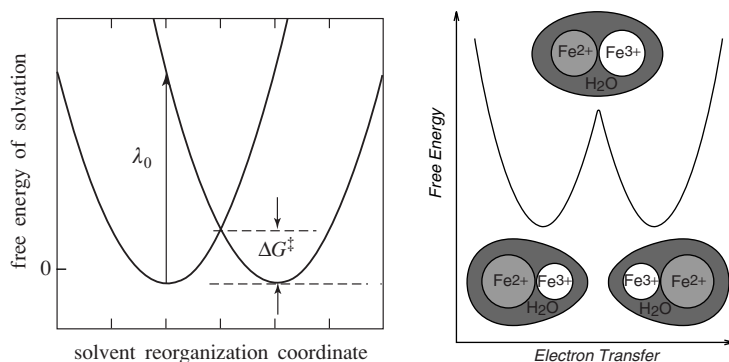 free energy of solvation
0
λ₀
ΔG‡‡
solvent reorganization coordinate
Free Energy
Fe2+ Fe3+
H2O
Fe2+ Fe3+
H2O
Fe3+ Fe2+
H2O
Electron Transfer